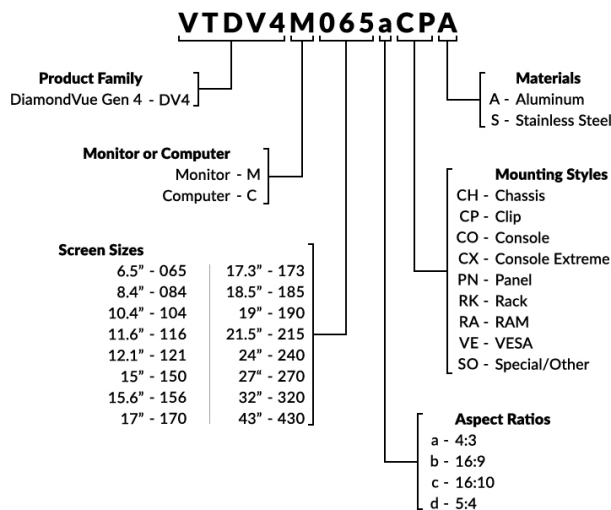 VTDV4M065aCPA
Product Family
DiamondVue Gen 4 - DV4
Monitor or Computer
Monitor - M
Computer - C
Screen Sizes
6.5” - 065
8.4” - 084
10.4” - 104
11.6” - 116
12.1” - 121
15” - 150
15.6” - 156
17” - 170
17.3” - 173
18.5” - 185
19” - 190
21.5” - 215
24” - 240
27“ - 270
32” - 320
43” - 430
Materials
A - Aluminum
S - Stainless Steel
Mounting Styles
CH - Chassis
CP - Clip
CO - Console
CX - Console Extreme
PN - Panel
RK - Rack
RA - RAM
VE - VESA
SO - Special/Other
Aspect Ratios
a - 4:3
b - 16:9
c - 16:10
d - 5:4